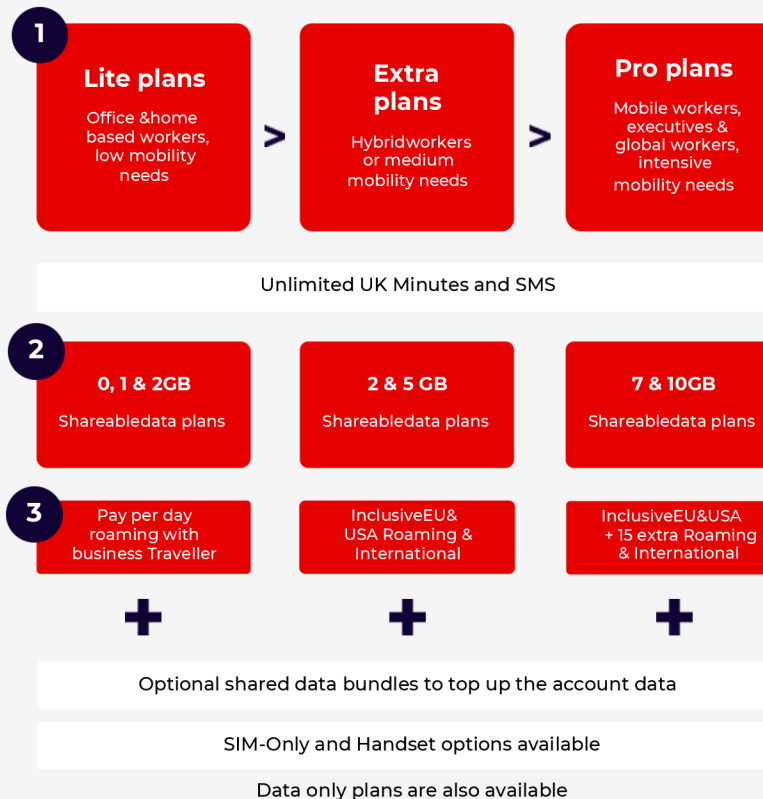 1
Lite plans
Office &home
based workers,
low mobility
needs
>
Extra
plans
Hybridworkers
or medium
mobility needs
>
Pro plans
Mobile workers,
executives &
global workers,
intensive
mobility needs
Unlimited UK Minutes and SMS
2
0, 1 & 2GB
Shareabledata plans
2 & 5 GB
Shareabledata plans
7 & 10GB
Shareabledata plans
3
Pay per day
roaming with
business Traveller
InclusiveEU&
USA Roaming &
International
InclusiveEU&USA
+ 15 extra Roaming
& International
+
+
+
Optional shared data bundles to top up the account data
SIM-Only and Handset options available
Data only plans are also available